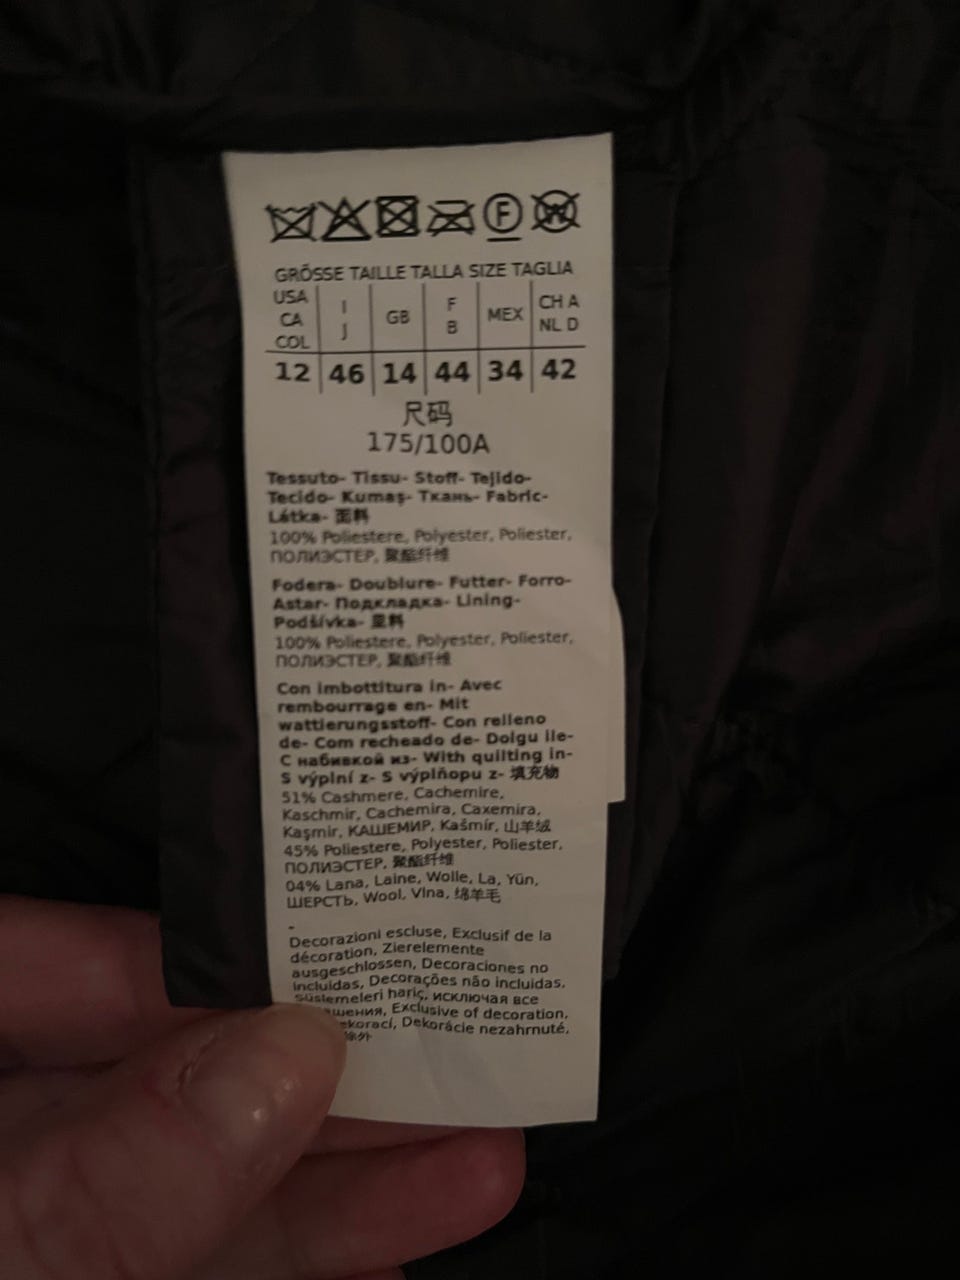 F W
GRÖSSE TAILLE TALLA SIZE TAGLIA
USA CA COL | I J | GB | F B | MEX | CH A NL D
12 | 46 | 14 | 44 | 34 | 42
尺码
175/100A
Tessuto- Tissu- Stoff- Tejido-
Tecido- Kumaş- Ткань- Fabric-
Látka- 面料
100% Poliestere, Polyester, Poliester,
ПОЛИЭСТЕР, 聚酯纤维
Fodera- Doublure- Futter- Forro-
Astar- Подкладка- Lining-
Podšívka- 里料
100% Poliestere, Polyester, Poliester,
ПОЛИЭСТЕР, 聚酯纤维
Con imbottitura in- Avec
rembourrage en- Mit
wattierungsstoff- Con relleno
de- Com recheado de- Dolgu ile-
С набивкой из- With quilting in-
S výplní z- S výplňopu z- 填充物
51% Cashmere, Cachemire,
Kaschmir, Cachemira, Caxemira,
Kaşmir, КАШЕМИР, Kašmír, 山羊绒
45% Poliestere, Polyester, Poliester,
ПОЛИЭСТЕР, 聚酯纤维
04% Lana, Laine, Wolle, La, Yün,
ШЕРСТЬ, Wool, Vlna, 绵羊毛
-
Decorazioni escluse, Exclusif de la
décoration, Zierelemente
ausgeschlossen, Decoraciones no
incluidas, Decorações não incluidas,
süslemeleri hariç, исключая все
шения, Exclusive of decoration,
ekorací, Dekorácie nezahrnuté,
除外